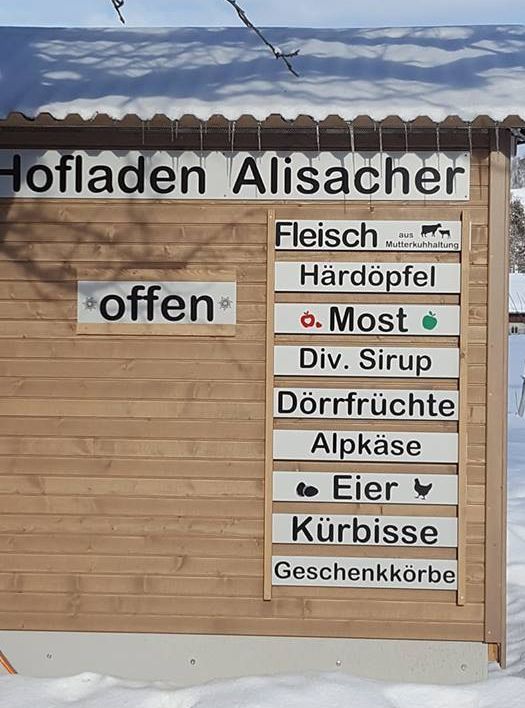 Hofladen Alisacher
offen
Fleisch aus Mutterkuhhaltung
Härdöpfel
Most
Div. Sirup
Dörrfrüchte
Alpkäse
Eier
Kürbisse
Geschenkkörbe